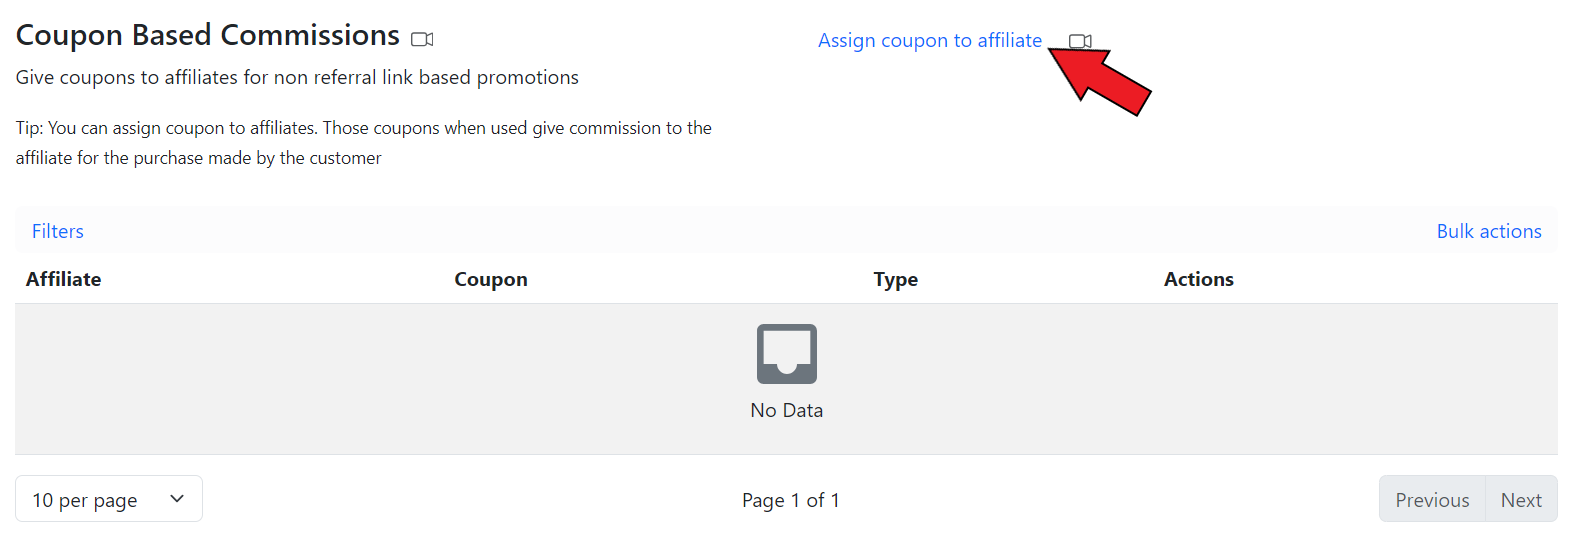 Coupon Based Commissions
Assign coupon to affiliate
Give coupons to affiliates for non referral link based promotions
Tip: You can assign coupon to affiliates. Those coupons when used give commission to the
affiliate for the purchase made by the customer
Filters
Bulk actions
Affiliate Coupon Type Actions
No Data
10 per page
Page 1 of 1
Previous Next